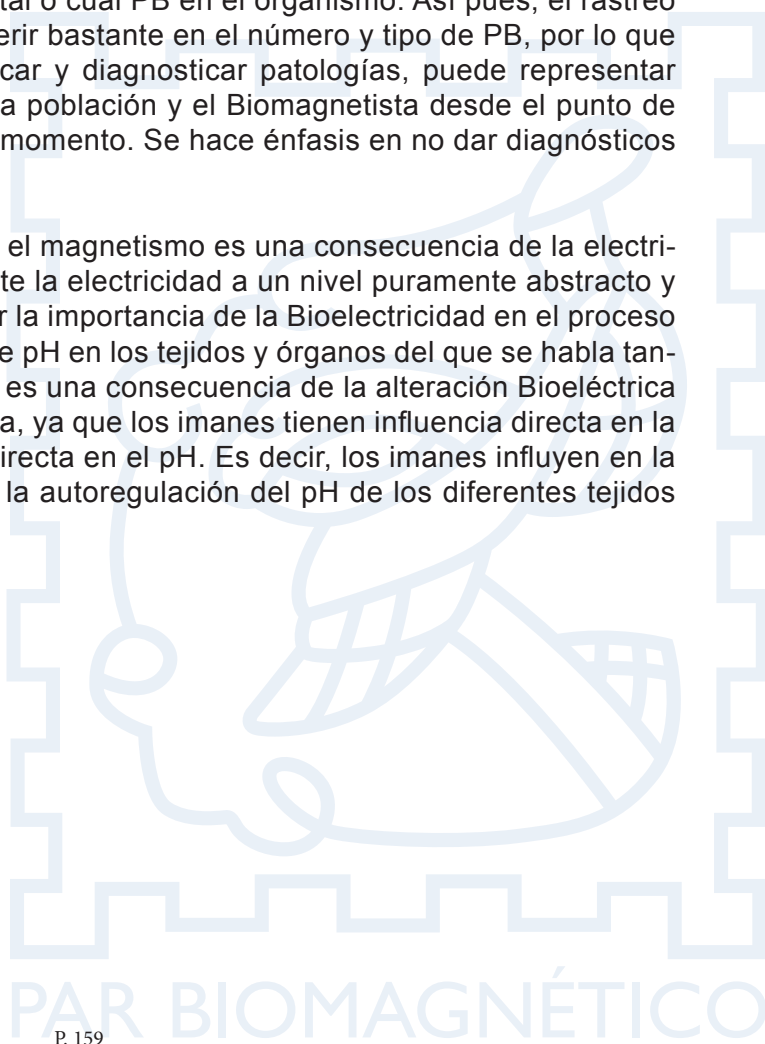 tal o cual PB en el organismo. Así pues, el rastreo
erir bastante en el número y tipo de PB, por lo que
car y diagnosticar patologías, puede representar
a población y el Biomagnetista desde el punto de
momento. Se hace énfasis en no dar diagnósticos
el magnetismo es una consecuencia de la electri-
te la electricidad a un nivel puramente abstracto y
r la importancia de la Bioelectricidad en el proceso
e pH en los tejidos y órganos del que se habla tan-
es una consecuencia de la alteración Bioeléctrica
a, ya que los imanes tienen influencia directa en la
irecta en el pH. Es decir, los imanes influyen en la
la autoregulación del pH de los diferentes tejidos
PAR BIOMAGNÉTICO
P. 159